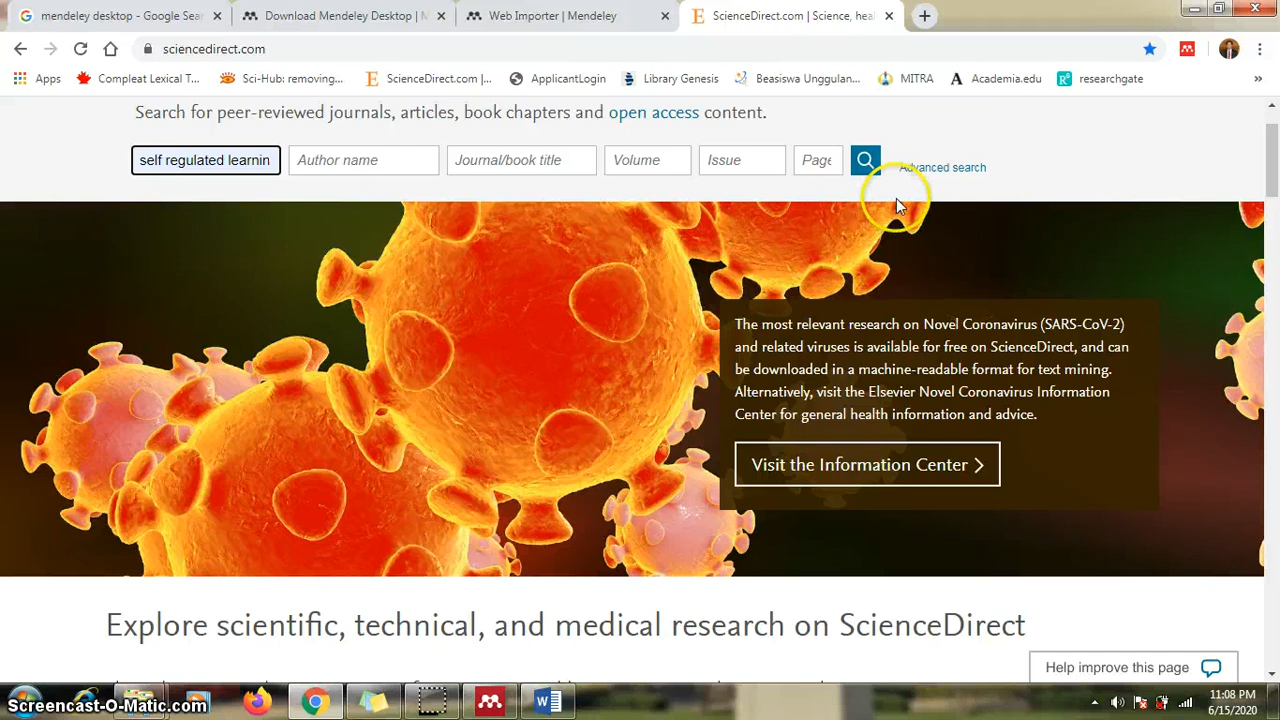 mendeley desktop - Google Sear
Download Mendeley Desktop | M
Web Importer | Mendeley
ScienceDirect.com | Science, heal
sciencedirect.com
Apps
Compleat Lexical T...
Sci-Hub: removing...
ScienceDirect.com |...
ApplicantLogin
Library Genesis
Beasiswa Unggulan...
MITRA
Academia.edu
researchgate
»
Search for peer-reviewed journals, articles, book chapters and open access content.
self regulated learnin
Author name
Journal/book title
Volume
Issue
Page
Advanced search
The most relevant research on Novel Coronavirus (SARS-CoV-2)
and related viruses is available for free on ScienceDirect, and can
be downloaded in a machine-readable format for text mining.
Alternatively, visit the Elsevier Novel Coronavirus Information
Center for general health information and advice.
Visit the Information Center
Explore scientific, technical, and medical research on ScienceDirect
Help improve this page
Screencast-O-Matic.com
11:08 PM
6/15/2020